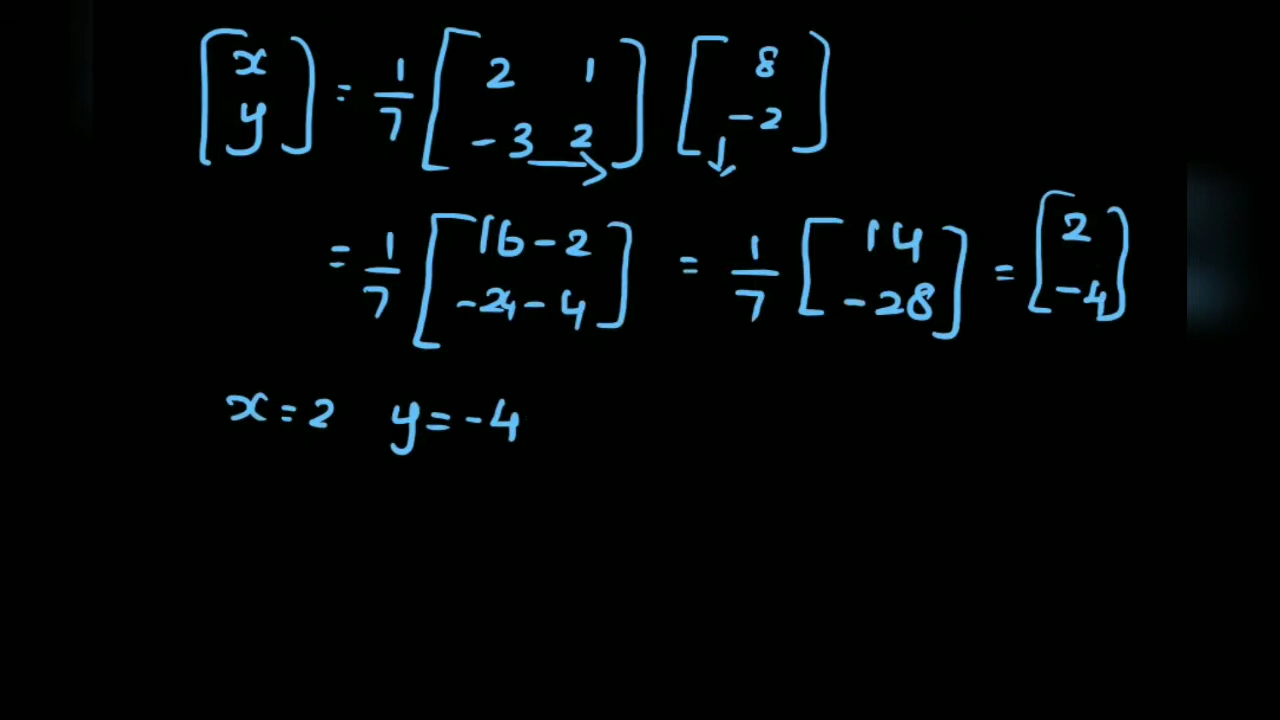 [x y] = 1/7 [2 1 -3 2] [8 -2]
= 1/7 [16-2 -24-4] = 1/7 [14 -28] = [2 -4]
x=2 y=-4